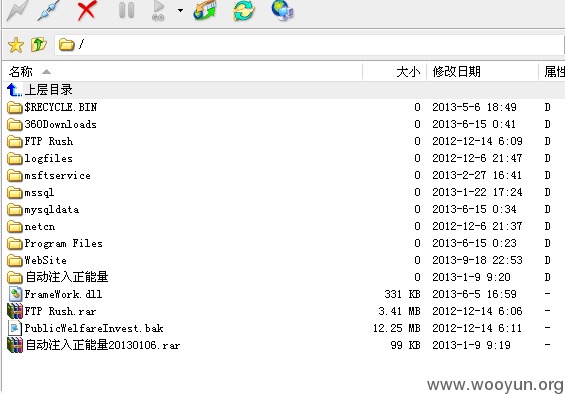 GO
/
名称 大小 修改日期 属性
上层目录
$RECYCLE.BIN 0 2013-5-6 18:49 D
360Downloads 0 2013-6-15 0:41 D
FTP Rush 0 2012-12-14 6:09 D
logfiles 0 2012-12-6 21:47 D
msftservice 0 2013-2-27 16:41 D
mssql 0 2013-1-22 17:24 D
mysqldata 0 2013-6-15 0:34 D
netcn 0 2012-12-6 21:37 D
Program Files 0 2013-6-15 0:23 D
WebSite 0 2013-9-18 22:53 D
自动注入正能量 0 2013-1-9 9:20 D
FrameWork.dll 331 KB 2013-6-5 16:59 -
FTP Rush.rar 3.41 MB 2012-12-14 6:06 -
PublicWelfareInvest.bak 12.25 MB 2012-12-14 6:11 -
自动注入正能量20130106.rar 99 KB 2013-1-9 9:19 -
www.wooyun.org